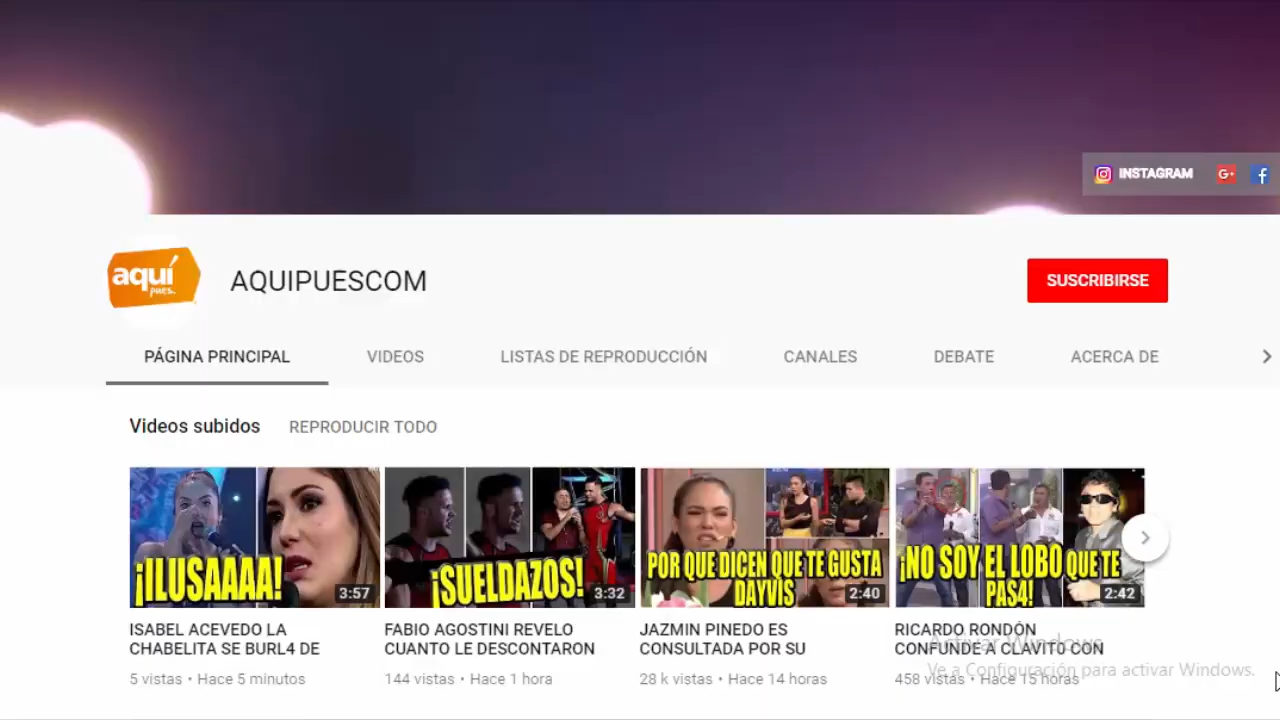 INSTAGRAM
G+
f
aquí
pues.
AQUIPUESCOM
SUSCRIBIRSE
PÁGINA PRINCIPAL
VIDEOS
LISTAS DE REPRODUCCIÓN
CANALES
DEBATE
ACERCA DE
Videos subidos
REPRODUCIR TODO
¡ILUSAAAA!
3:57
¡SUELDAZOS!
3:32
POR QUE DICEN QUE TE GUSTA
DAYVIS
2:40
¡NO SOY EL LOBO QUE TE
PAS4!
2:42
ISABEL ACEVEDO LA
CHABELITA SE BURL4 DE
5 vistas • Hace 5 minutos
FABIO AGOSTINI REVELO
CUANTO LE DESCONTARON
144 vistas • Hace 1 hora
JAZMIN PINEDO ES
CONSULTADA POR SU
28 k vistas • Hace 14 horas
RICARDO RONDÓN
CONFUNDE A CLAVITO CON
458 vistas • Hace 15 horas
Activar Windows
Ve a Configuración para activar Windows.